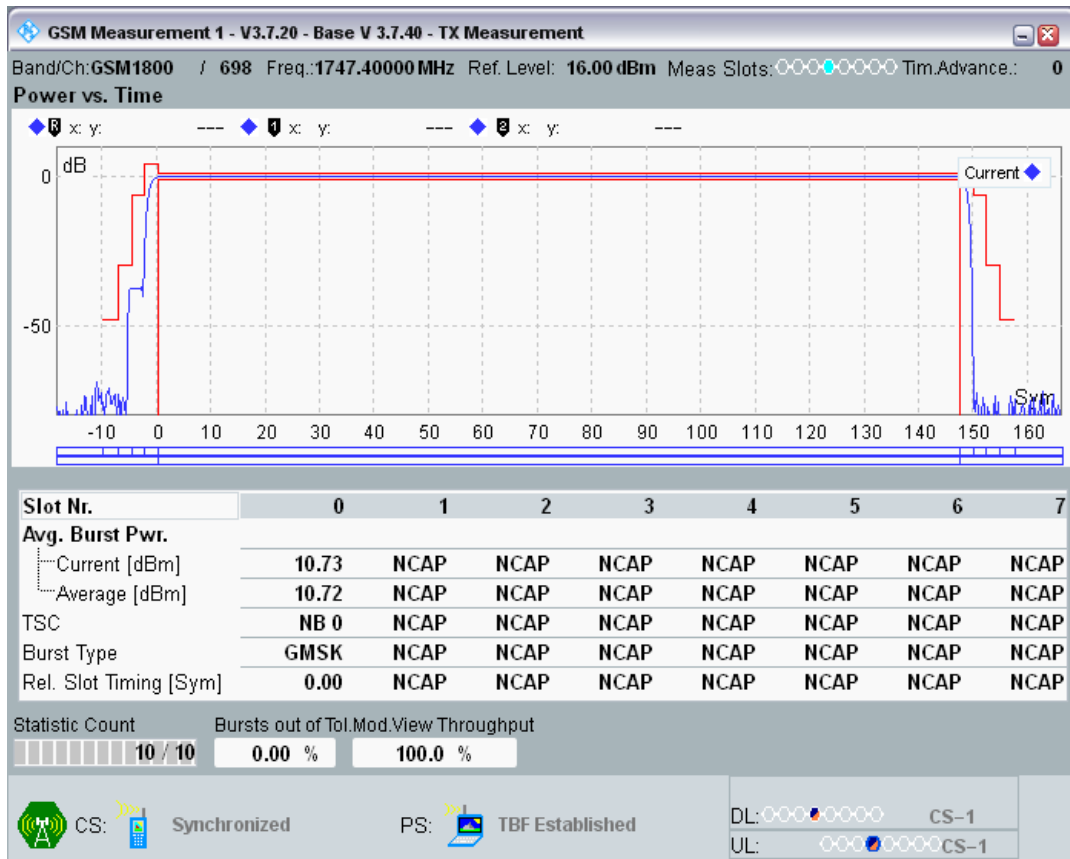 GSM Measurement 1 - V3.7.20 - Base V 3.7.40 - TX Measurement
Band/Ch:GSM1800 / 698 Freq.:1747.40000 MHz Ref. Level: 16.00 dBm Meas Slots: Tim.Advance.: 0
Power vs. Time
R x: y: --- 1 x: y: --- 2 x: y: ---
dB
Current
0
-50
Sym
-10 0 10 20 30 40 50 60 70 80 90 100 110 120 130 140 150 160
Slot Nr. 0 1 2 3 4 5 6 7
Avg. Burst Pwr.
Current [dBm] 10.73 NCAP NCAP NCAP NCAP NCAP NCAP NCAP
Average [dBm] 10.72 NCAP NCAP NCAP NCAP NCAP NCAP NCAP
TSC NB 0 NCAP NCAP NCAP NCAP NCAP NCAP NCAP
Burst Type GMSK NCAP NCAP NCAP NCAP NCAP NCAP NCAP
Rel. Slot Timing [Sym] 0.00 NCAP NCAP NCAP NCAP NCAP NCAP NCAP
Statistic Count Bursts out of Tol. Mod.View Throughput
10 / 10 0.00 % 100.0 %
CS: Synchronized PS: TBF Established
DL: CS-1
UL: CS-1